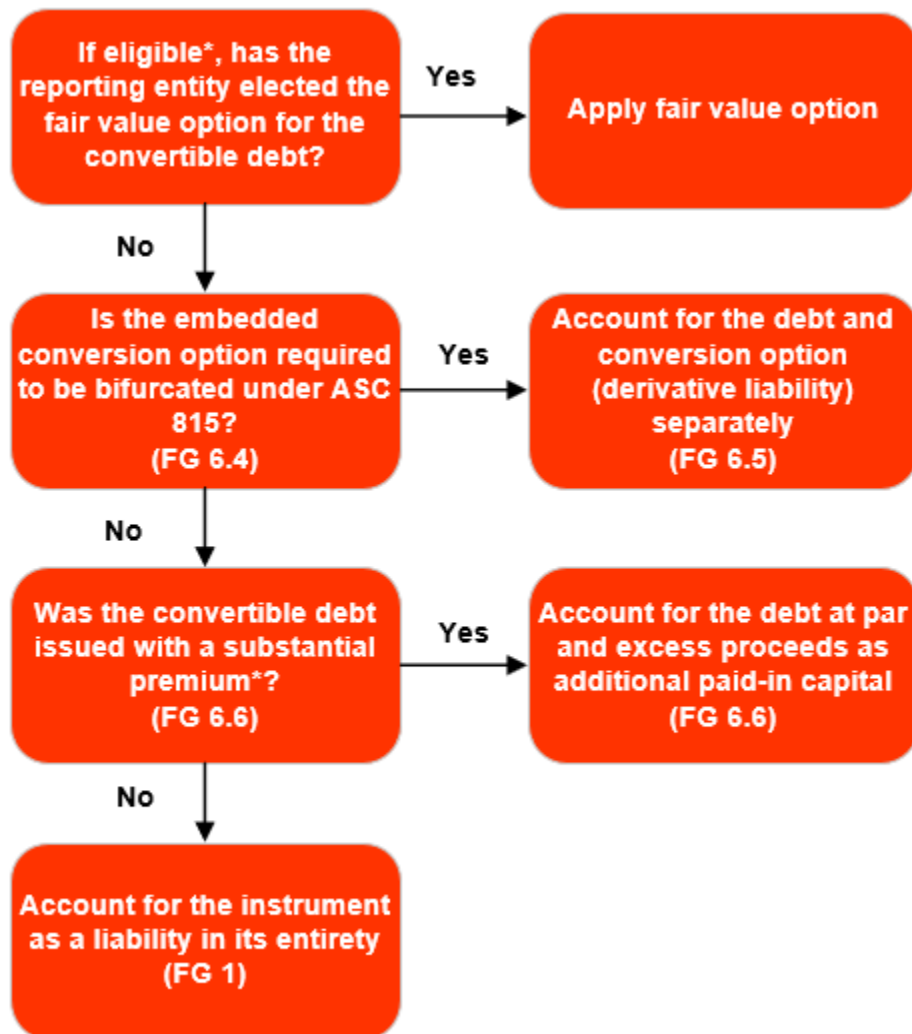 If eligible*, has the
reporting entity elected the
fair value option for the
convertible debt?
Yes
Apply fair value option
No
Is the embedded
conversion option required
to be bifurcated under ASC
815?
(FG 6.4)
Yes
Account for the debt and
conversion option
(derivative liability)
separately
(FG 6.5)
No
Was the convertible debt
issued with a substantial
premium*?
(FG 6.6)
Yes
Account for the debt at par
and excess proceeds as
additional paid-in capital
(FG 6.6)
No
Account for the instrument
as a liability in its entirety
(FG 1)